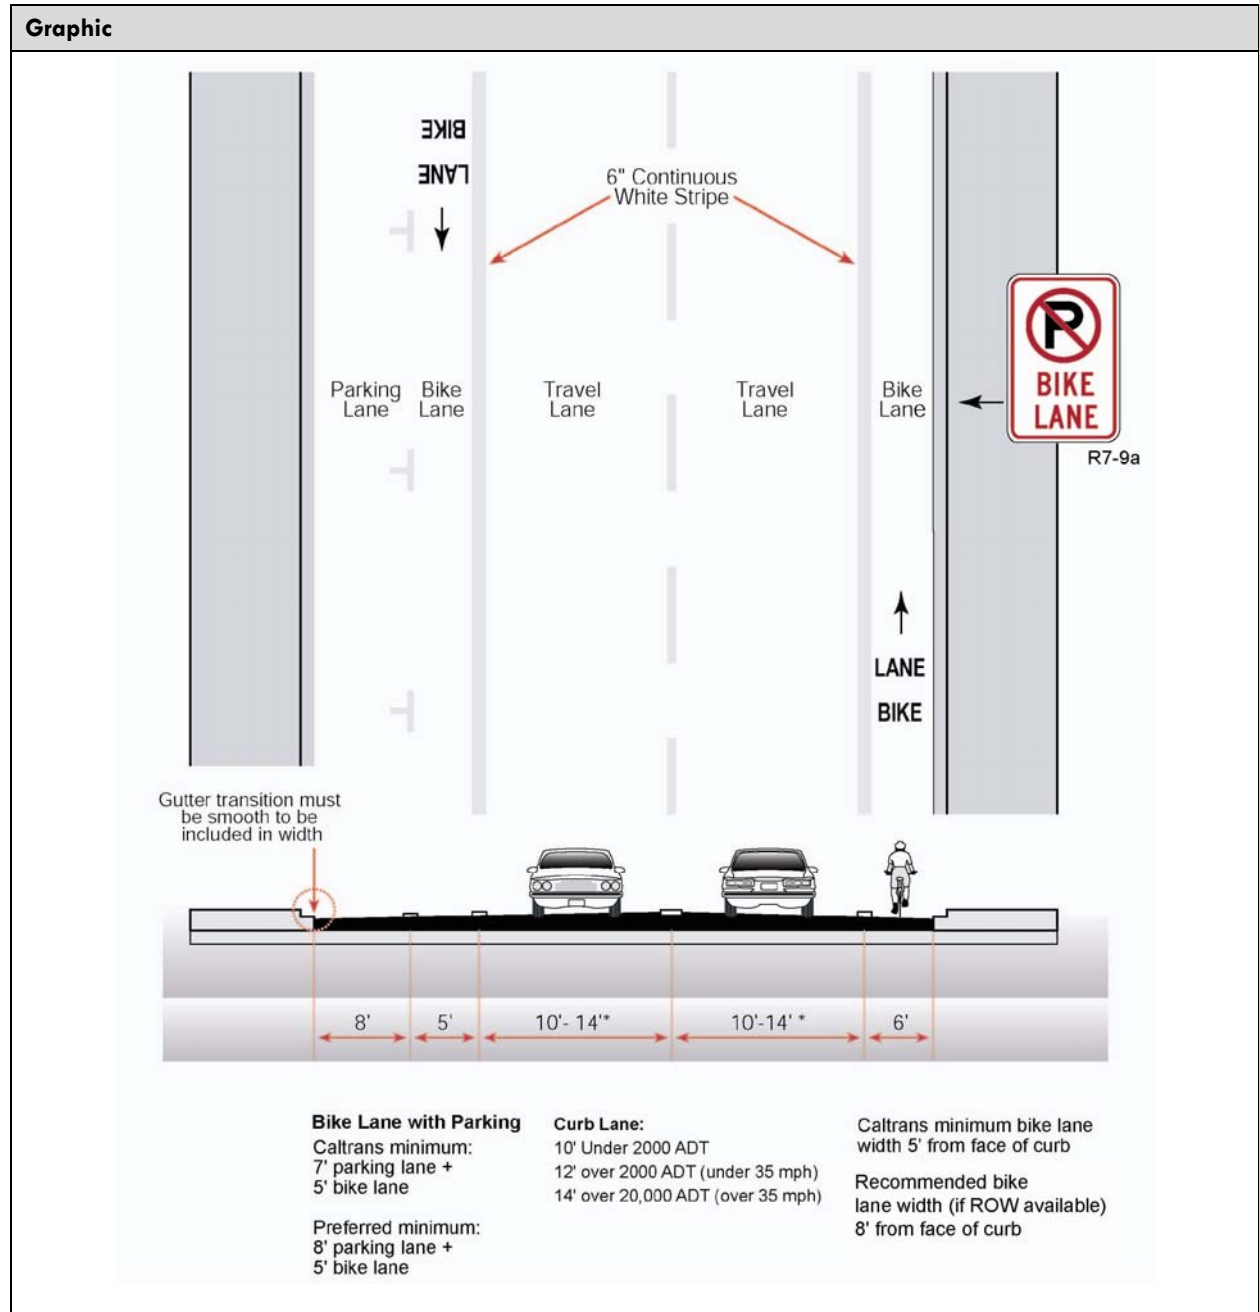 Graphic
BIKE
LANE
6" Continuous
White Stripe
Parking
Lane
Bike
Lane
Travel
Lane
Travel
Lane
Bike
Lane
P
BIKE
LANE
R7-9a
LANE
BIKE
Gutter transition must
be smooth to be
included in width
8'
5'
10'- 14'*
10'-14' *
6'
Bike Lane with Parking
Caltrans minimum:
7' parking lane +
5' bike lane
Preferred minimum:
8' parking lane +
5' bike lane
Curb Lane:
10' Under 2000 ADT
12' over 2000 ADT (under 35 mph)
14' over 20,000 ADT (over 35 mph)
Caltrans minimum bike lane
width 5' from face of curb
Recommended bike
lane width (if ROW available)
8' from face of curb